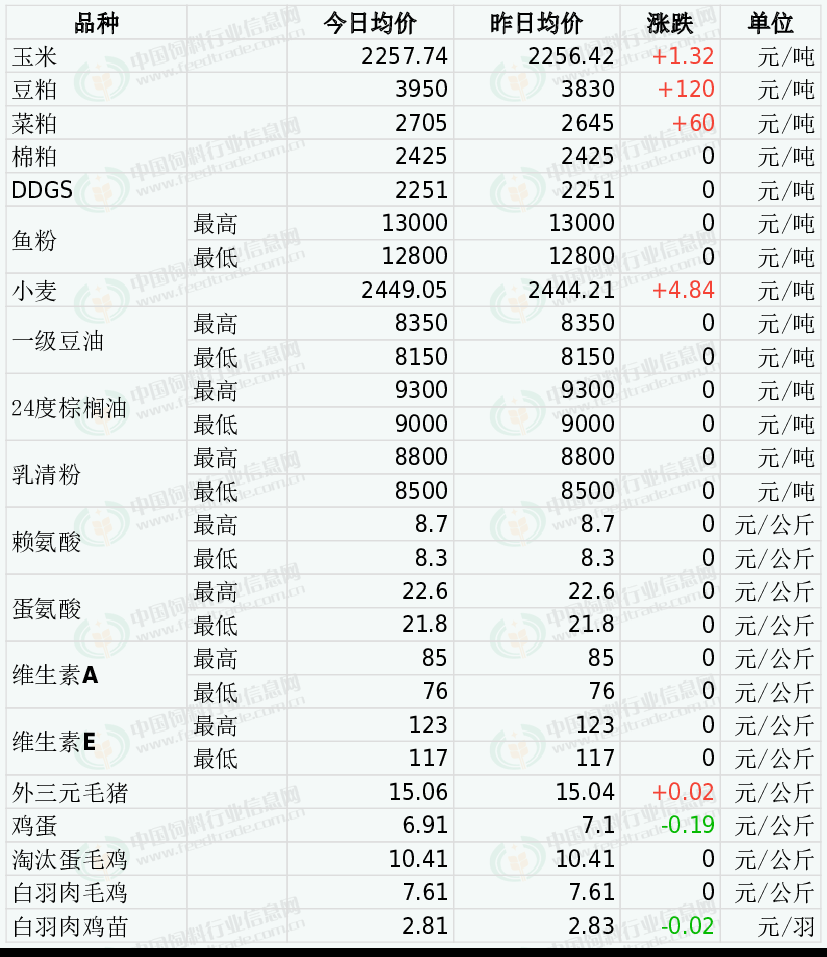 品种 今日均价 昨日均价 涨跌 单位
玉米 2257.74 2256.42 +1.32 元/吨
豆粕 3950 3830 +120 元/吨
菜粕 2705 2645 +60 元/吨
棉粕 2425 2425 0 元/吨
DDGS 2251 2251 0 元/吨
鱼粉 最高 13000 13000 0 元/吨
最低 12800 12800 0 元/吨
小麦 2449.05 2444.21 +4.84 元/吨
一级豆油 最高 8350 8350 0 元/吨
最低 8150 8150 0 元/吨
24度棕榈油 最高 9300 9300 0 元/吨
最低 9000 9000 0 元/吨
乳清粉 最高 8800 8800 0 元/吨
最低 8500 8500 0 元/吨
赖氨酸 最高 8.7 8.7 0 元/公斤
最低 8.3 8.3 0 元/公斤
蛋氨酸 最高 22.6 22.6 0 元/公斤
最低 21.8 21.8 0 元/公斤
维生素A 最高 85 85 0 元/公斤
最低 76 76 0 元/公斤
维生素E 最高 123 123 0 元/公斤
最低 117 117 0 元/公斤
外三元毛猪 15.06 15.04 +0.02 元/公斤
鸡蛋 6.91 7.1 -0.19 元/公斤
淘汰蛋毛鸡 10.41 10.41 0 元/公斤
白羽肉毛鸡 7.61 7.61 0 元/公斤
白羽肉鸡苗 2.81 2.83 -0.02 元/羽
中国饲料行业信息网
www.feedtrade.com.cn